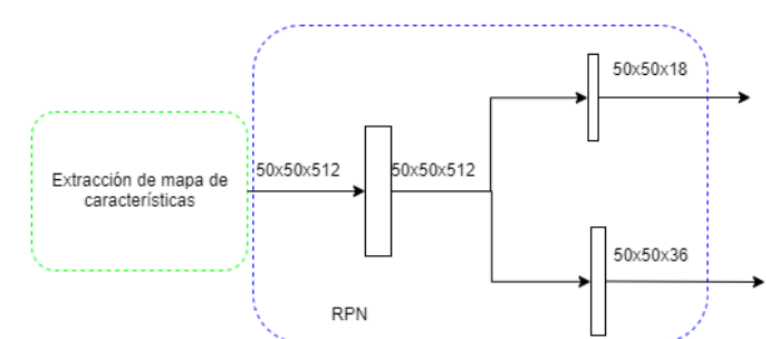 50x50x18
50x50x512
50x50x512
Extracción de mapa de
características
50x50x36
RPN